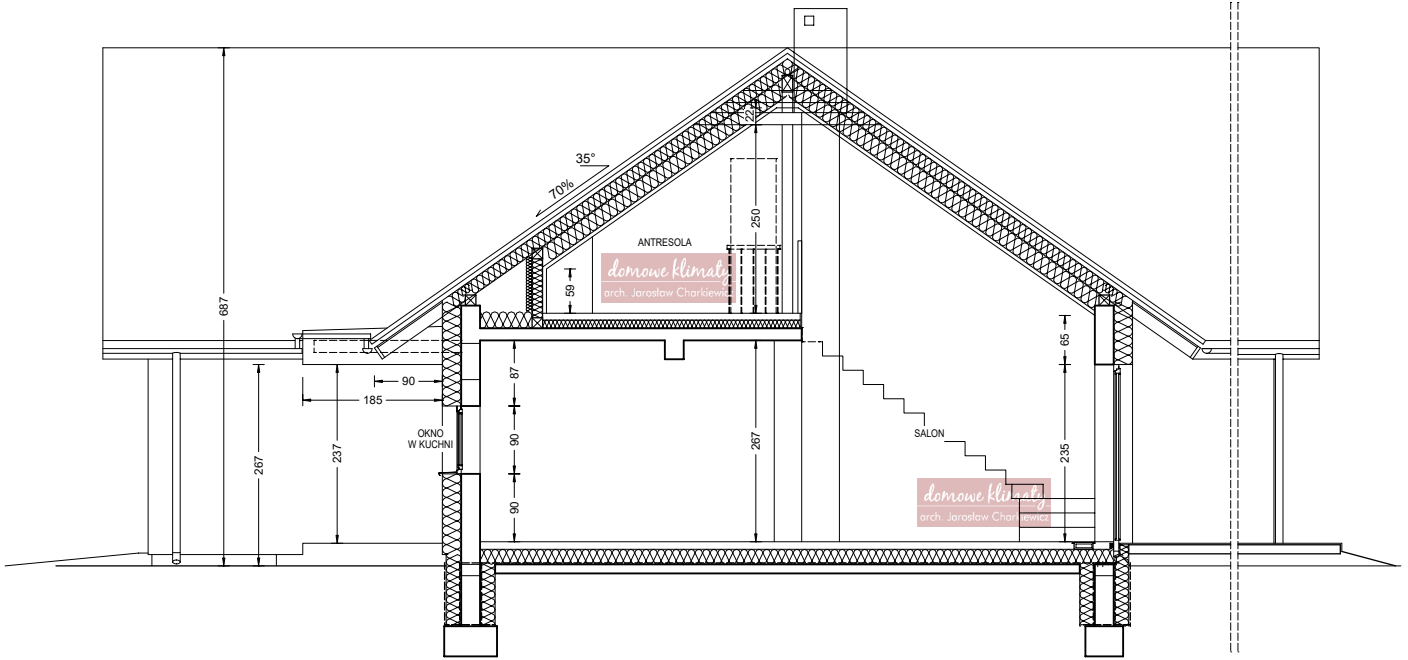 22
35°
70%
250
ANTRESOLA
domowe klimaty
arch. Jarosław Charkiewicz
59
687
65
87
90
185
OKNO
W KUCHNI
90
237
267
267
SALON
235
90
domowe klimaty
arch. Jarosław Charkiewicz